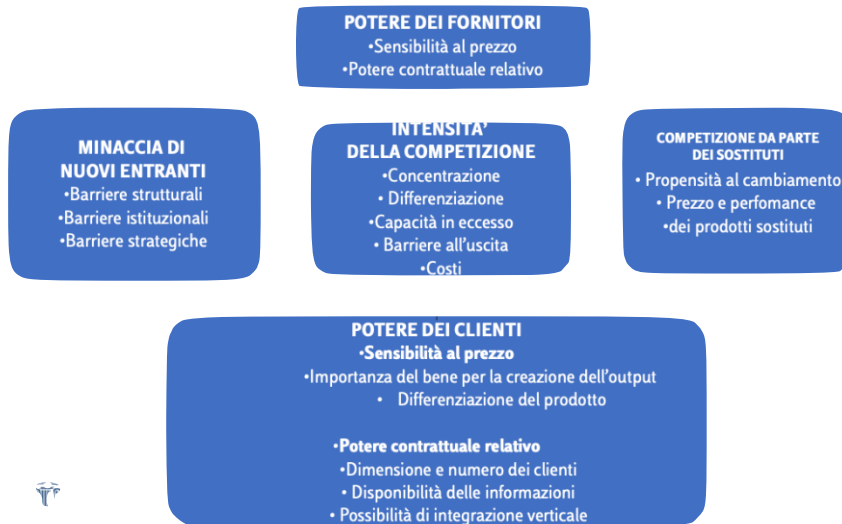 POTERE DEI FORNITORI
•Sensibilità al prezzo
•Potere contrattuale relativo
MINACCIA DI
NUOVI ENTRANTI
•Barriere strutturali
•Barriere istituzionali
•Barriere strategiche
INTENSITA'
DELLA COMPETIZIONE
•Concentrazione
• Differenziazione
•Capacità in eccesso
• Barriere all'uscita
•Costi
COMPETIZIONE DA PARTE
DEI SOSTITUTI
• Propensità al cambiamento
• Prezzo e perfomance
•dei prodotti sostituti
POTERE DEI CLIENTI
•Sensibilità al prezzo
•Importanza del bene per la creazione dell'output
• Differenziazione del prodotto
•Potere contrattuale relativo
•Dimensione e numero dei clienti
• Disponibilità delle informazioni
• Possibilità di integrazione verticale